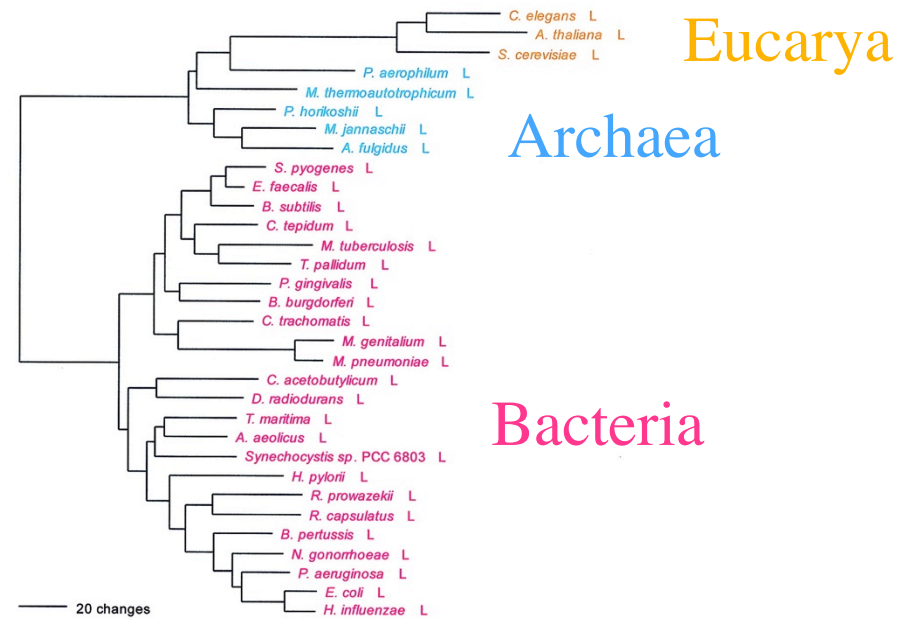 C. elegans L
A. thaliana L
S. cerevisiae L
Eucarya
P. aerophilum L
M. thermoautotrophicum L
P. horikoshii L
M. jannaschii L
A. fulgidus L
Archaea
S. pyogenes L
E. faecalis L
B. subtilis L
C. tepidum L
M. tuberculosis L
T. pallidum L
P. gingivalis L
B. burgdorferi L
C. trachomatis L
M. genitalium L
M. pneumoniae L
C. acetobutylicum L
D. radiodurans L
Bacteria
T. maritima L
A. aeolicus L
Synechocystis sp. PCC 6803 L
H. pylorii L
R. prowazekii L
R. capsulatus L
B. pertussis L
N. gonorrhoeae L
P. aeruginosa L
E. coli L
H. influenzae L
20 changes